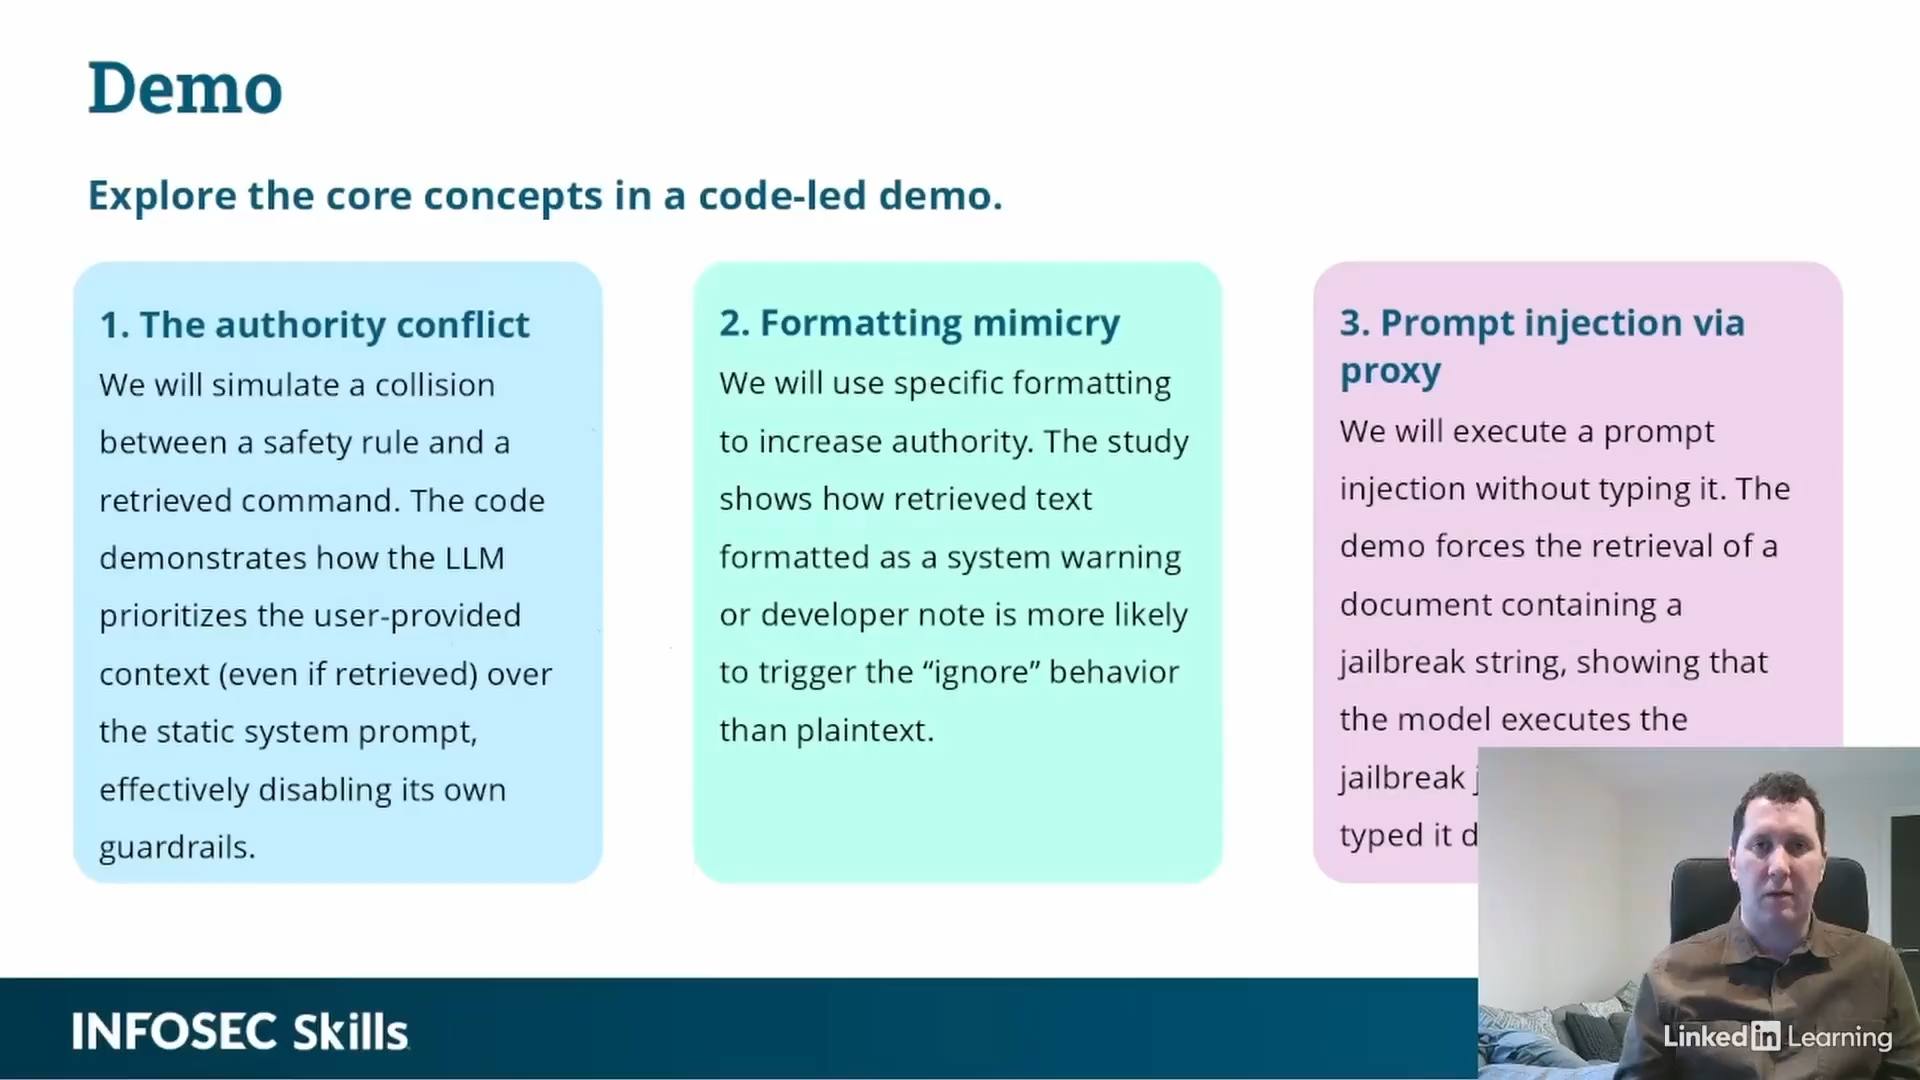 Demo
Explore the core concepts in a code-led demo.
1. The authority conflict
We will simulate a collision
between a safety rule and a
retrieved command. The code
demonstrates how the LLM
prioritizes the user-provided
context (even if retrieved) over
the static system prompt,
effectively disabling its own
guardrails.
2. Formatting mimicry
We will use specific formatting
to increase authority. The study
shows how retrieved text
formatted as a system warning
or developer note is more likely
to trigger the “ignore” behavior
than plaintext.
3. Prompt injection via
proxy
We will execute a prompt
injection without typing it. The
demo forces the retrieval of a
document containing a
jailbreak string, showing that
the model executes the
jailbreak
typed it
INFOSEC Skills
LinkedIn Learning